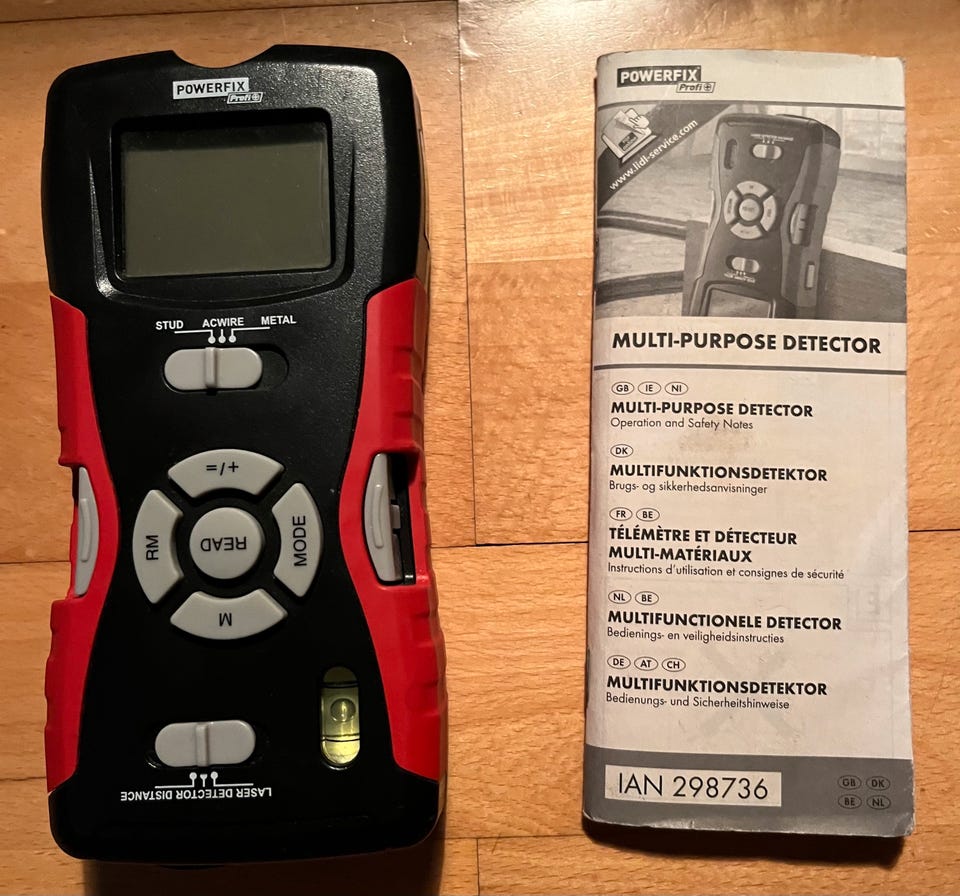 POWERFIX
Profi+
STUD ACWIRE METAL
+/=
RM
READ
MODE
M
LASER DETECTOR DISTANCE
POWERFIX
Profi+
www.lidl-service.com
MULTI-PURPOSE DETECTOR
GB IE NI
MULTI-PURPOSE DETECTOR
Operation and Safety Notes
DK
MULTIFUNKTIONSDETEKTOR
Brugs- og sikkerhedsanvisninger
FR BE
TÉLÉMÈTRE ET DÉTECTEUR
MULTI-MATÉRIAUX
Instructions d'utilisation et consignes de sécurité
NL BE
MULTIFUNCTIONELE DETECTOR
Bedienings- en veiligheidsinstructies
DE AT CH
MULTIFUNKTIONSDETEKTOR
Bedienungs- und Sicherheitshinweise
IAN 298736
GB DK
BE NL